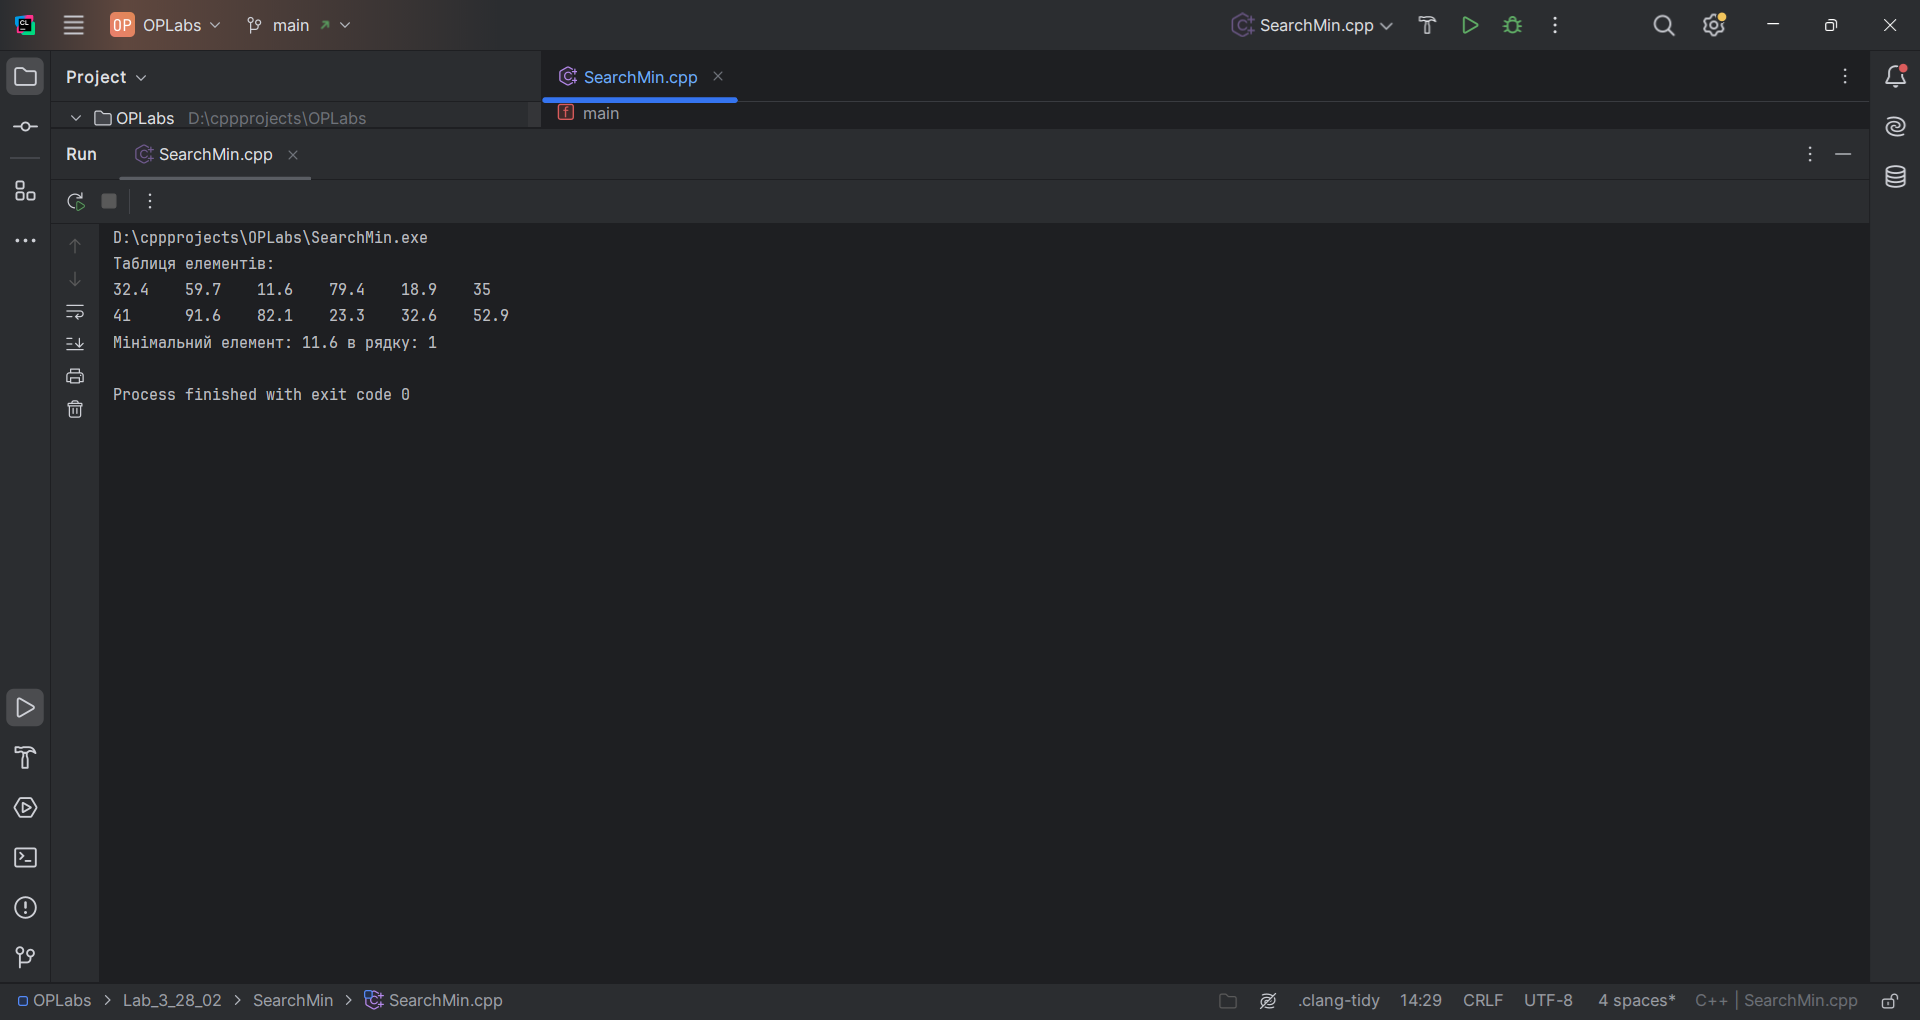 OP OPLabs main SearchMin.cpp
Project SearchMin.cpp
OPLabs D:\cppprojects\OPLabs main
Run SearchMin.cpp
D:\cppprojects\OPLabs\SearchMin.exe
Таблиця елементів:
32.4 59.7 11.6 79.4 18.9 35
41 91.6 82.1 23.3 32.6 52.9
Мінімальний елемент: 11.6 в рядку: 1
Process finished with exit code 0
OPLabs > Lab_3_28_02 > SearchMin > SearchMin.cpp .clang-tidy 14:29 CRLF UTF-8 4 spaces* C++ | SearchMin.cpp